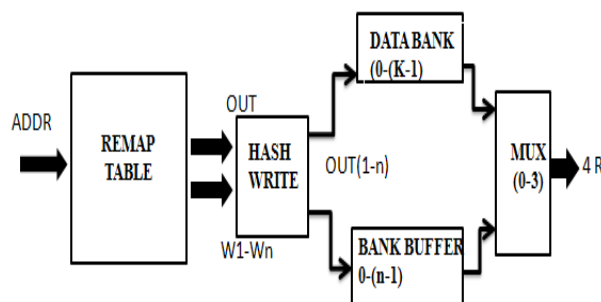 ADDR
REMAP
TABLE
OUT
W1-Wn
HASH
WRITE
OUT(1-n)
DATA BANK
(0-(K-1)
BANK BUFFER
0-(n-1)
MUX
(0-3)
4 R